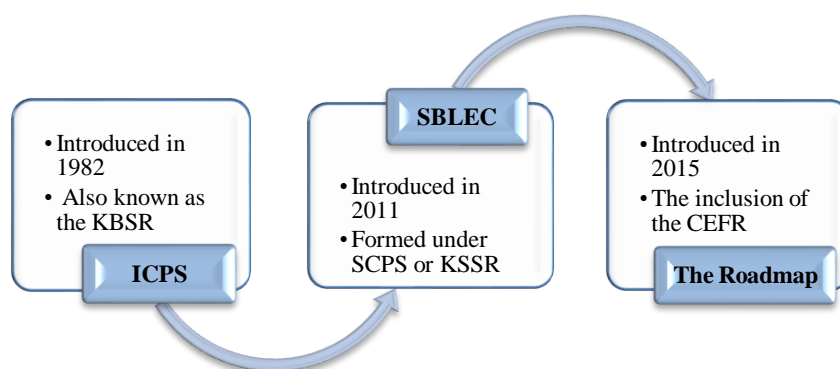 • Introduced in
1982
• Also known as
the KBSR
ICPS
SBLEC
• Introduced in
2011
• Formed under
SCPS or KSSR
• Introduced in
2015
• The inclusion of
the CEFR
The Roadmap